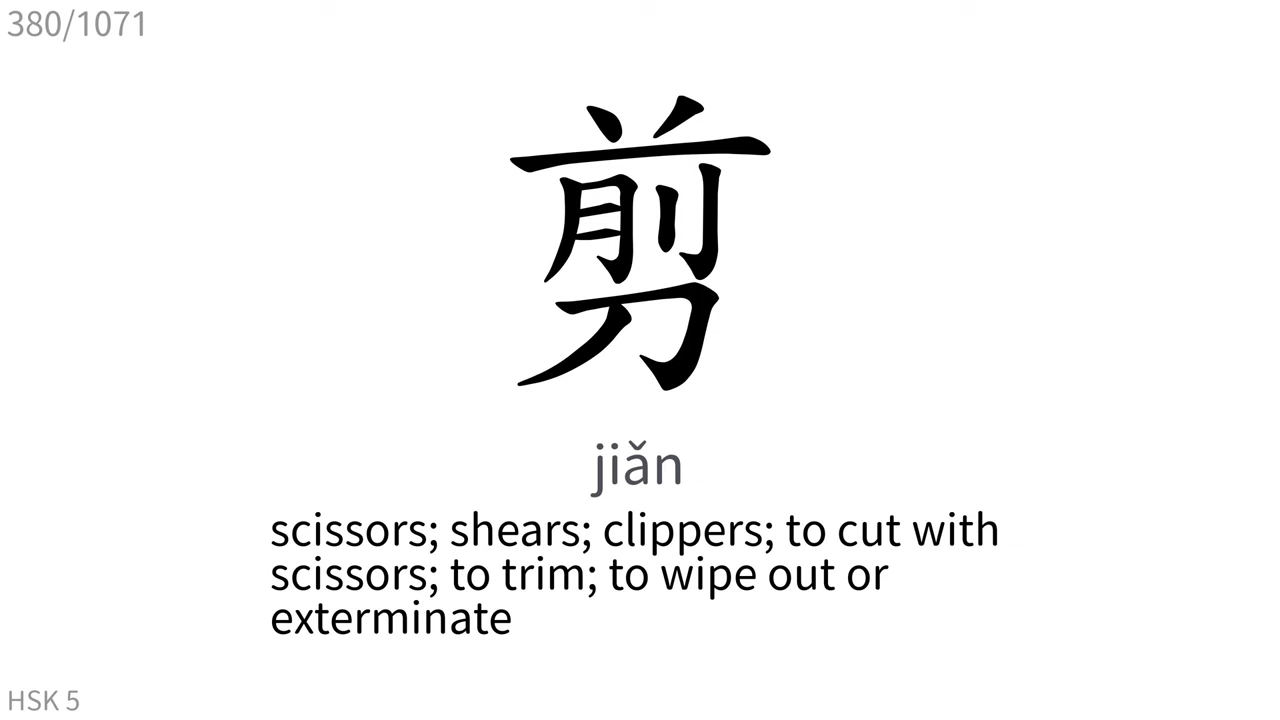 380/1071
剪
jiǎn
scissors; shears; clippers; to cut with
scissors; to trim; to wipe out or
exterminate
HSK 5